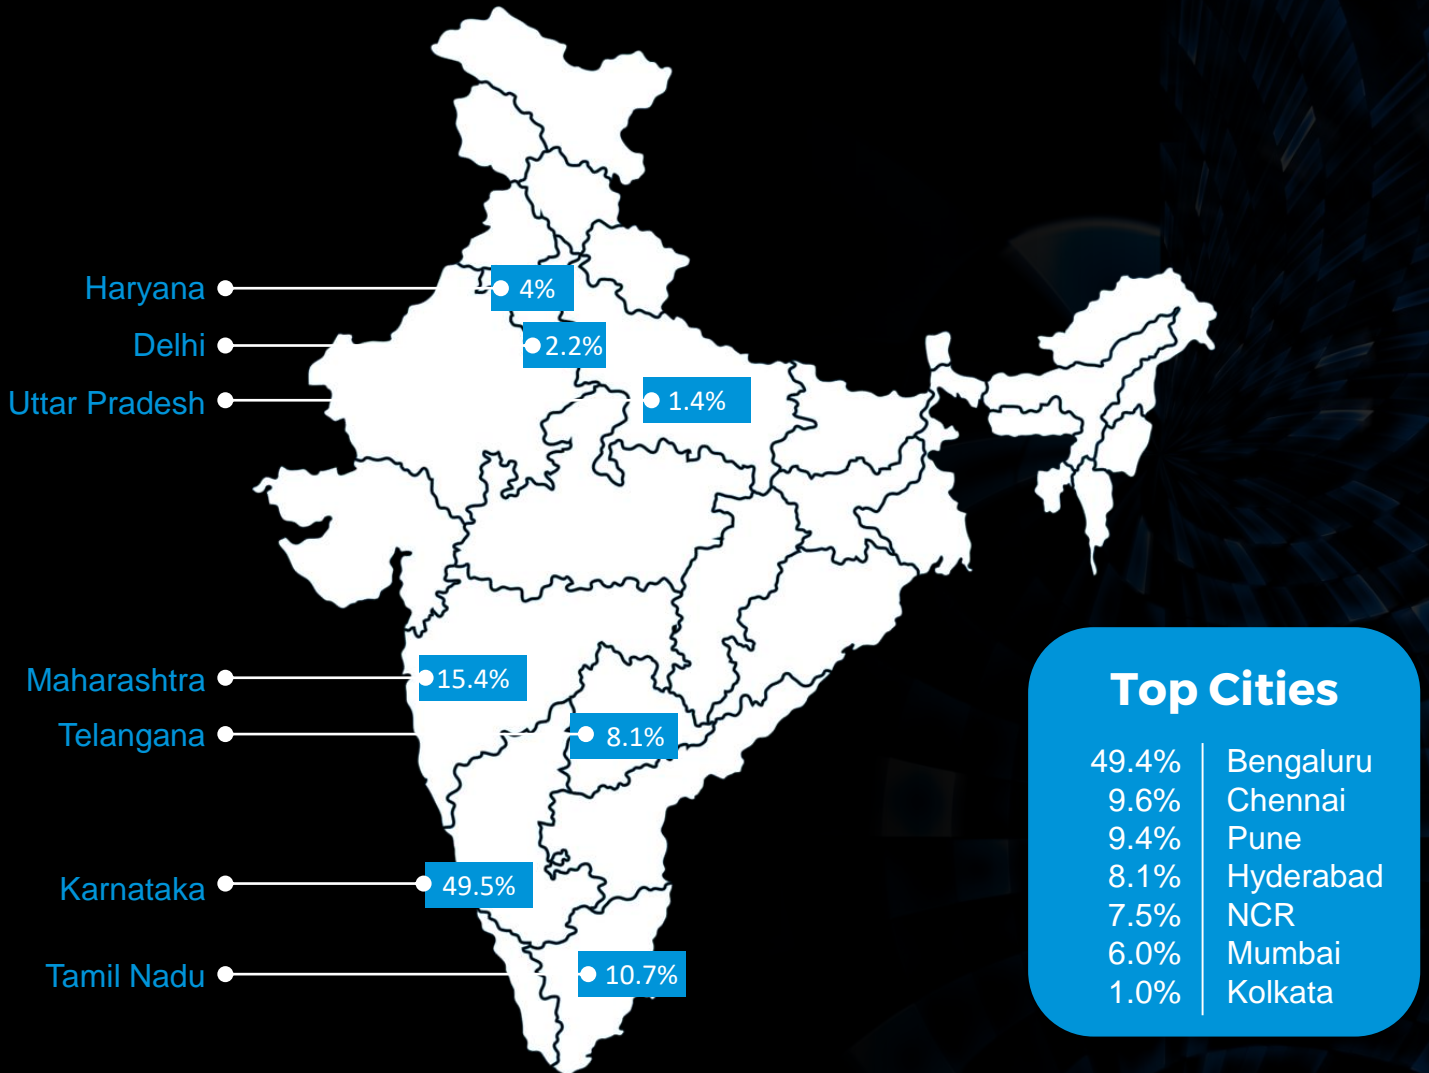 Haryana 4%
Delhi 2.2%
Uttar Pradesh 1.4%
Maharashtra 15.4%
Telangana 8.1%
Karnataka 49.5%
Tamil Nadu 10.7%
Top Cities
49.4% Bengaluru
9.6% Chennai
9.4% Pune
8.1% Hyderabad
7.5% NCR
6.0% Mumbai
1.0% Kolkata